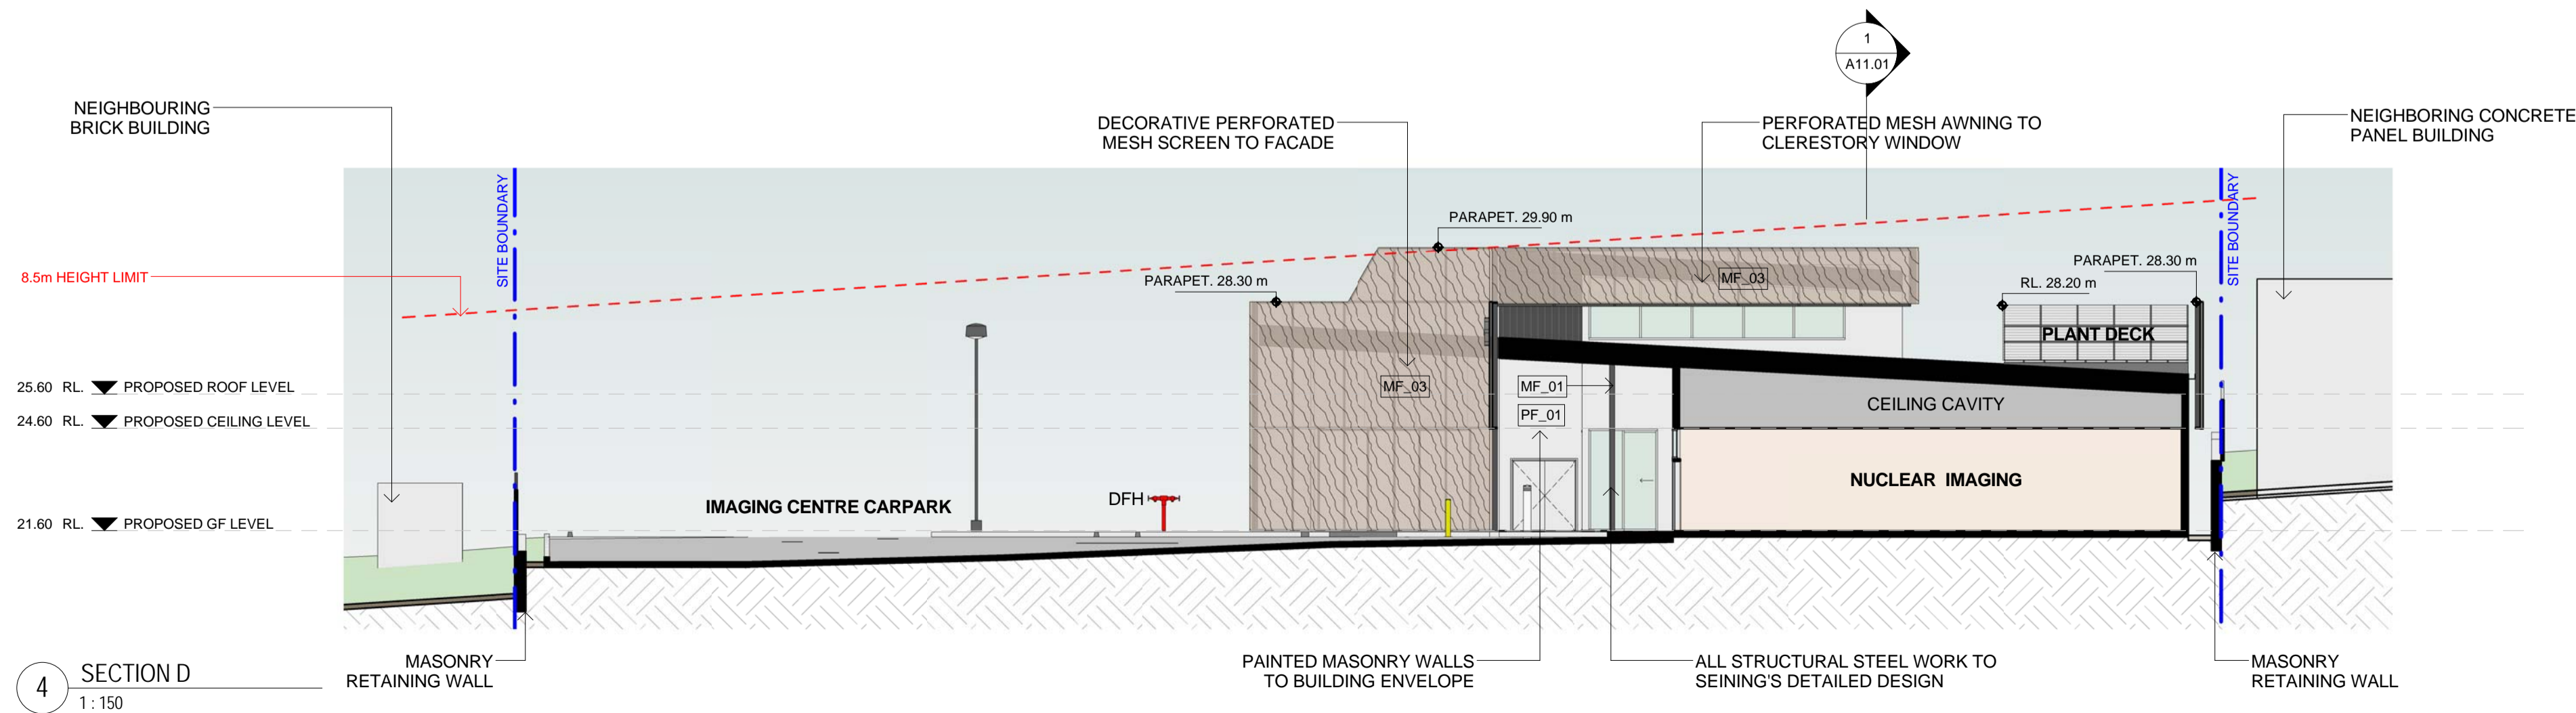 1
A11.01
NEIGHBOURING
BRICK BUILDING
DECORATIVE PERFORATED
MESH SCREEN TO FACADE
PERFORATED MESH AWNING TO
CLERESTORY WINDOW
NEIGHBORING CONCRETE
PANEL BUILDING
SITE BOUNDARY
SITE BOUNDARY
PARAPET. 29.90 m
8.5m HEIGHT LIMIT
PARAPET. 28.30 m
MF_03
PARAPET. 28.30 m
RL. 28.20 m
PLANT DECK
25.60 RL. PROPOSED ROOF LEVEL
MF_03
MF_01
PF_01
CEILING CAVITY
24.60 RL. PROPOSED CEILING LEVEL
NUCLEAR IMAGING
IMAGING CENTRE CARPARK
DFH
21.60 RL. PROPOSED GF LEVEL
4
SECTION D
1 : 150
MASONRY
RETAINING WALL
PAINTED MASONRY WALLS
TO BUILDING ENVELOPE
ALL STRUCTURAL STEEL WORK TO
SEINING'S DETAILED DESIGN
MASONRY
RETAINING WALL